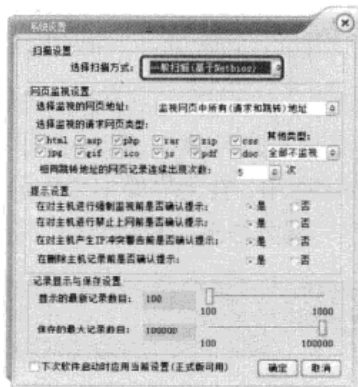 系统设置
扫描设置
选择扫描方式: 一般扫描(基于Netbios)
网页监视设置
选择监视的网页地址: 监视网页中所有(请求和跳转)地址
选择监视的请求网页类型:
html asp php rar zip css 其他类型:
jpg gif ico js pdf doc 全部不监视
相同跳转地址的网页记录连续出现次数: 5 次
提示设置
在对主机进行强制监视前是否确认提示: 是 否
在对主机进行禁止上网前是否确认提示: 是 否
在对主机产生IP冲突警告前是否确认提示: 是 否
在删除主机记录前是否确认提示: 是 否
记录显示与保存设置
显示的最新记录数目: 100
100 1000
保存的最大记录数目: 100000
100 100000
下次软件启动时应用当前设置(正式版可用) 确定 取消